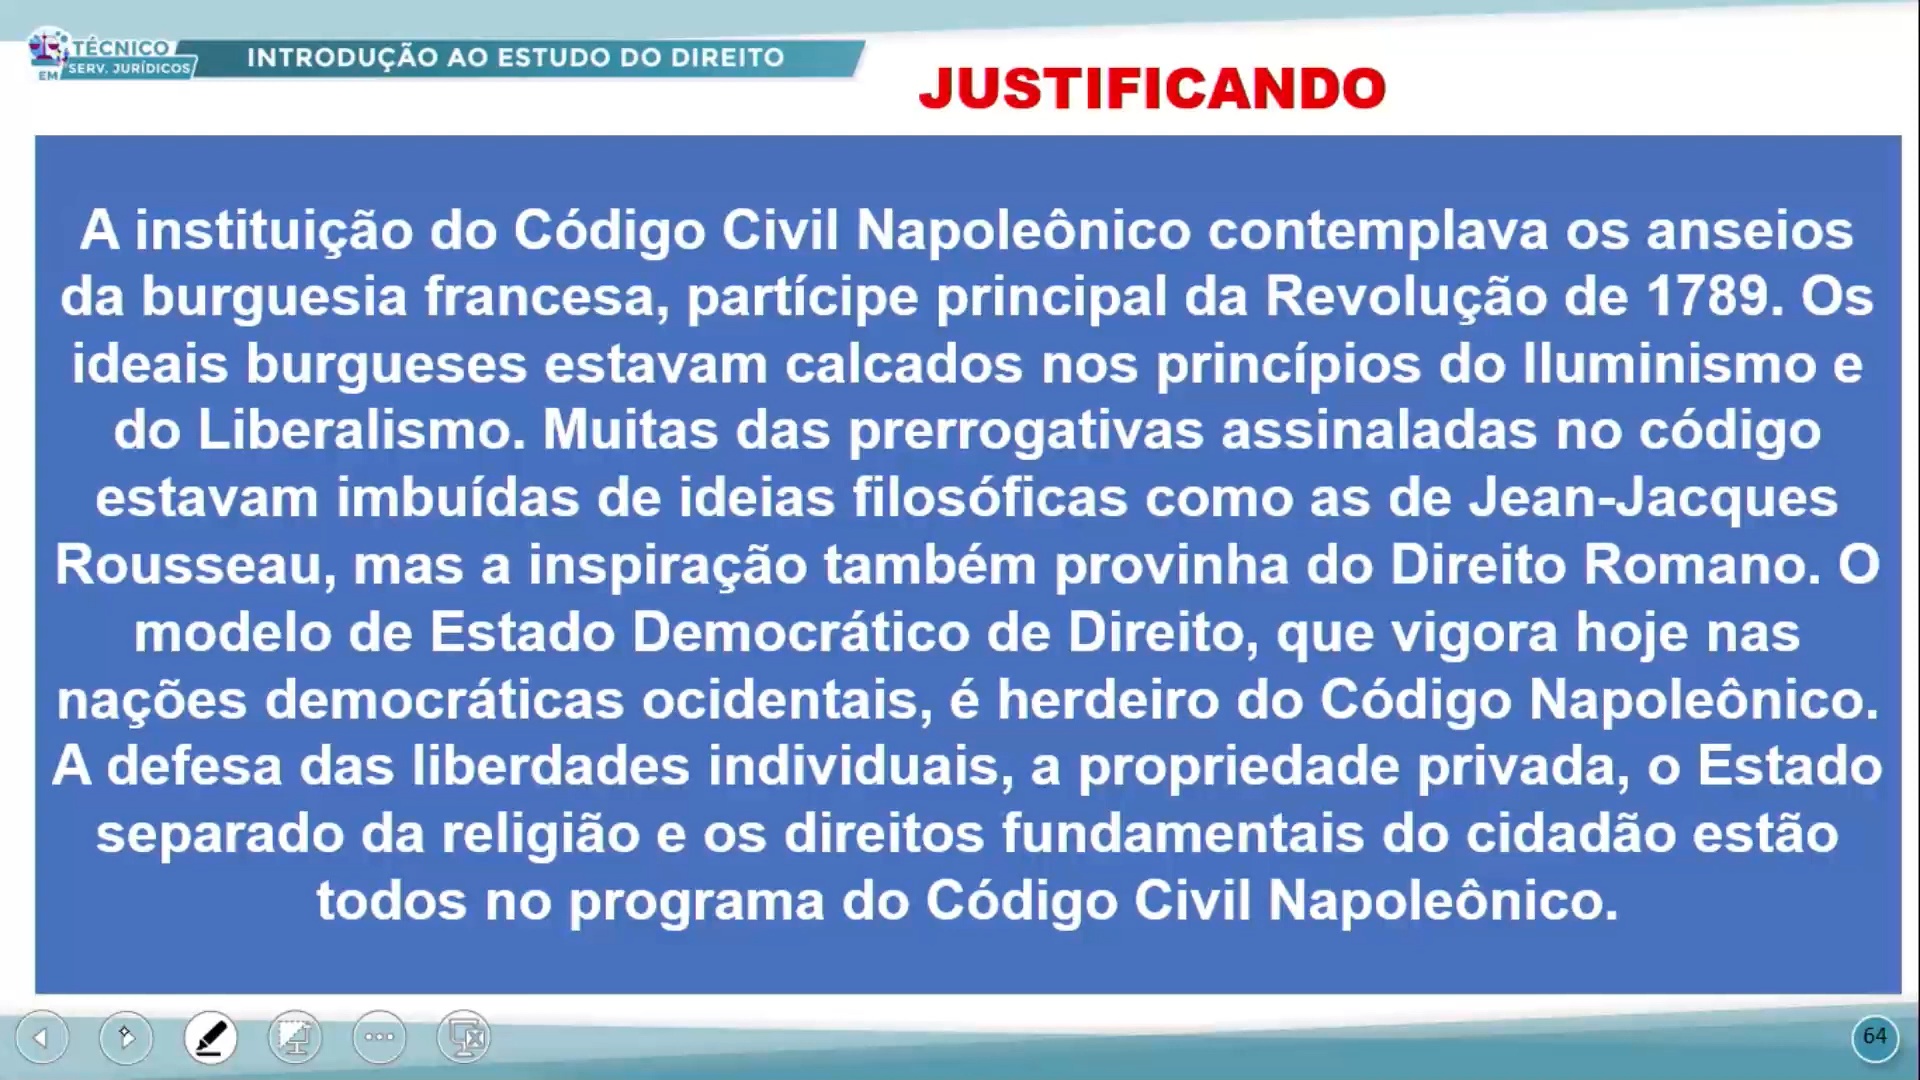 TÉCNICO
EM SERV. JURÍDICOS
INTRODUÇÃO AO ESTUDO DO DIREITO
JUSTIFICANDO
A instituição do Código Civil Napoleônico contemplava os anseios
da burguesia francesa, partícipe principal da Revolução de 1789. Os
ideais burgueses estavam calcados nos princípios do Iluminismo e
do Liberalismo. Muitas das prerrogativas assinaladas no código
estavam imbuídas de ideias filosóficas como as de Jean-Jacques
Rousseau, mas a inspiração também provinha do Direito Romano. O
modelo de Estado Democrático de Direito, que vigora hoje nas
nações democráticas ocidentais, é herdeiro do Código Napoleônico.
A defesa das liberdades individuais, a propriedade privada, o Estado
separado da religião e os direitos fundamentais do cidadão estão
todos no programa do Código Civil Napoleônico.
64